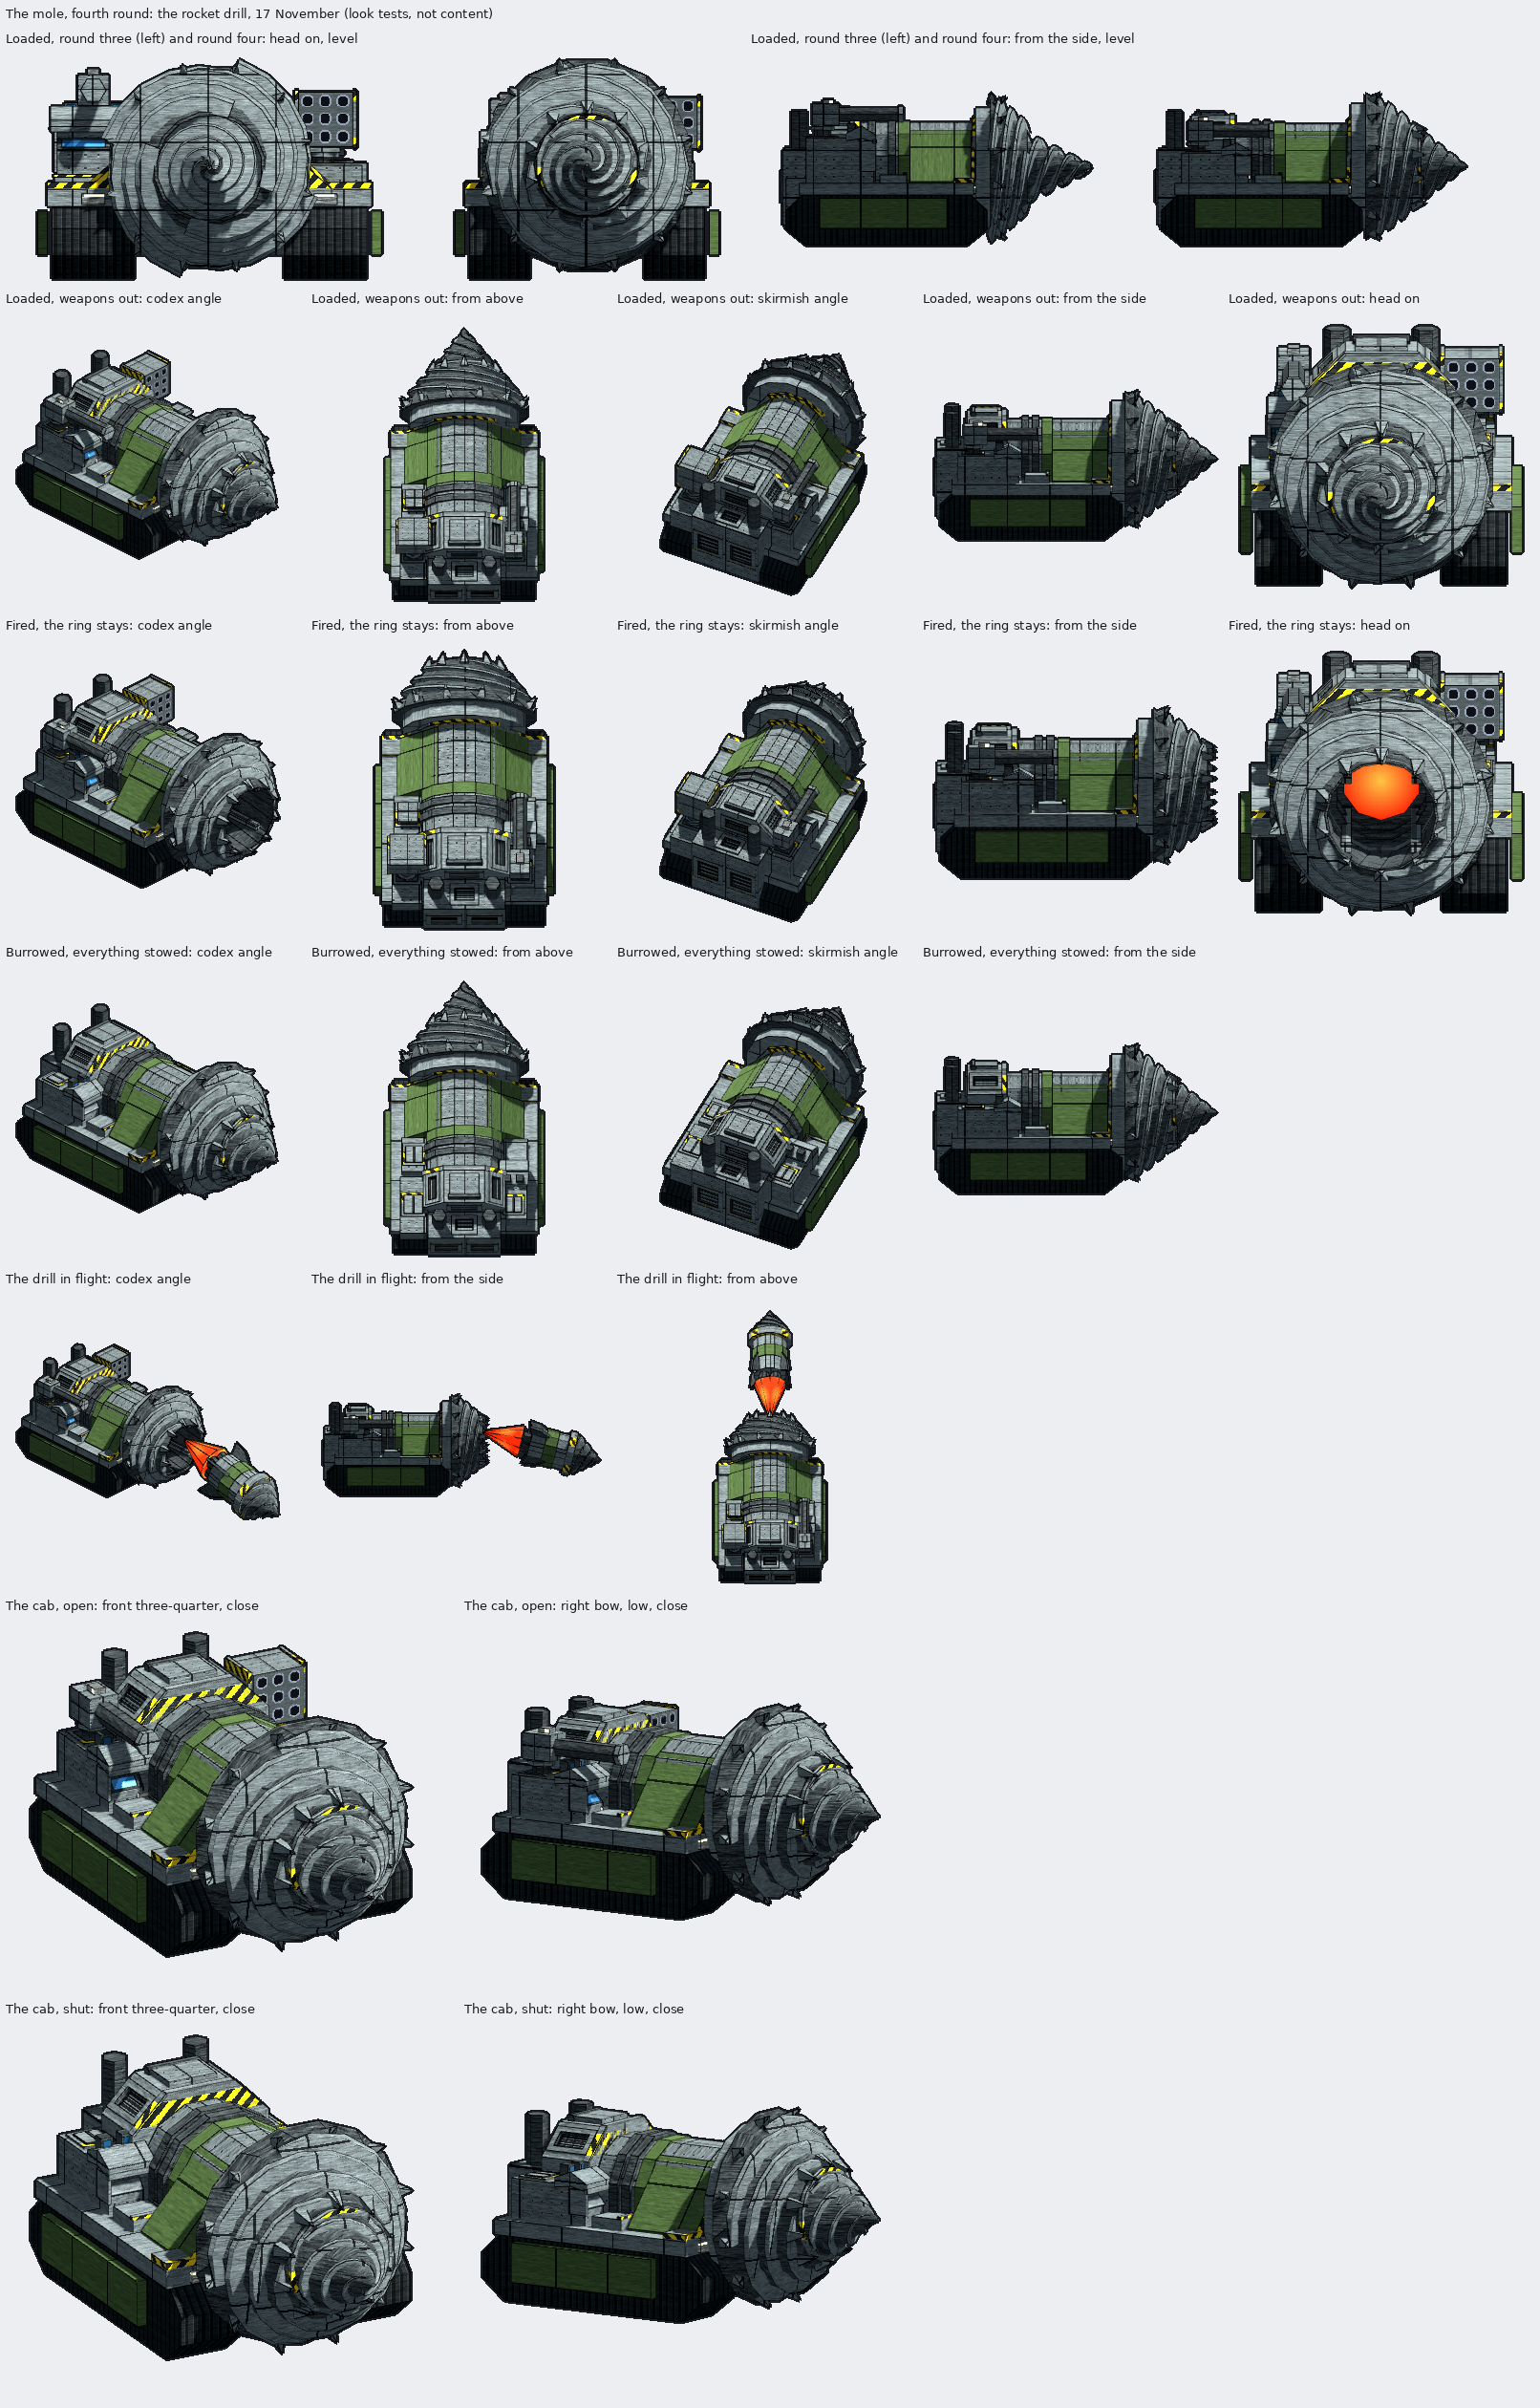 The mole, fourth round: the rocket drill, 17 November (look tests, not content)
Loaded, round three (left) and round four: head on, level
Loaded, round three (left) and round four: from the side, level
Loaded, weapons out: codex angle
Loaded, weapons out: from above
Loaded, weapons out: skirmish angle
Loaded, weapons out: from the side
Loaded, weapons out: head on
Fired, the ring stays: codex angle
Fired, the ring stays: from above
Fired, the ring stays: skirmish angle
Fired, the ring stays: from the side
Fired, the ring stays: head on
Burrowed, everything stowed: codex angle
Burrowed, everything stowed: from above
Burrowed, everything stowed: skirmish angle
Burrowed, everything stowed: from the side
The drill in flight: codex angle
The drill in flight: from the side
The drill in flight: from above
The cab, open: front three-quarter, close
The cab, open: right bow, low, close
The cab, shut: front three-quarter, close
The cab, shut: right bow, low, close